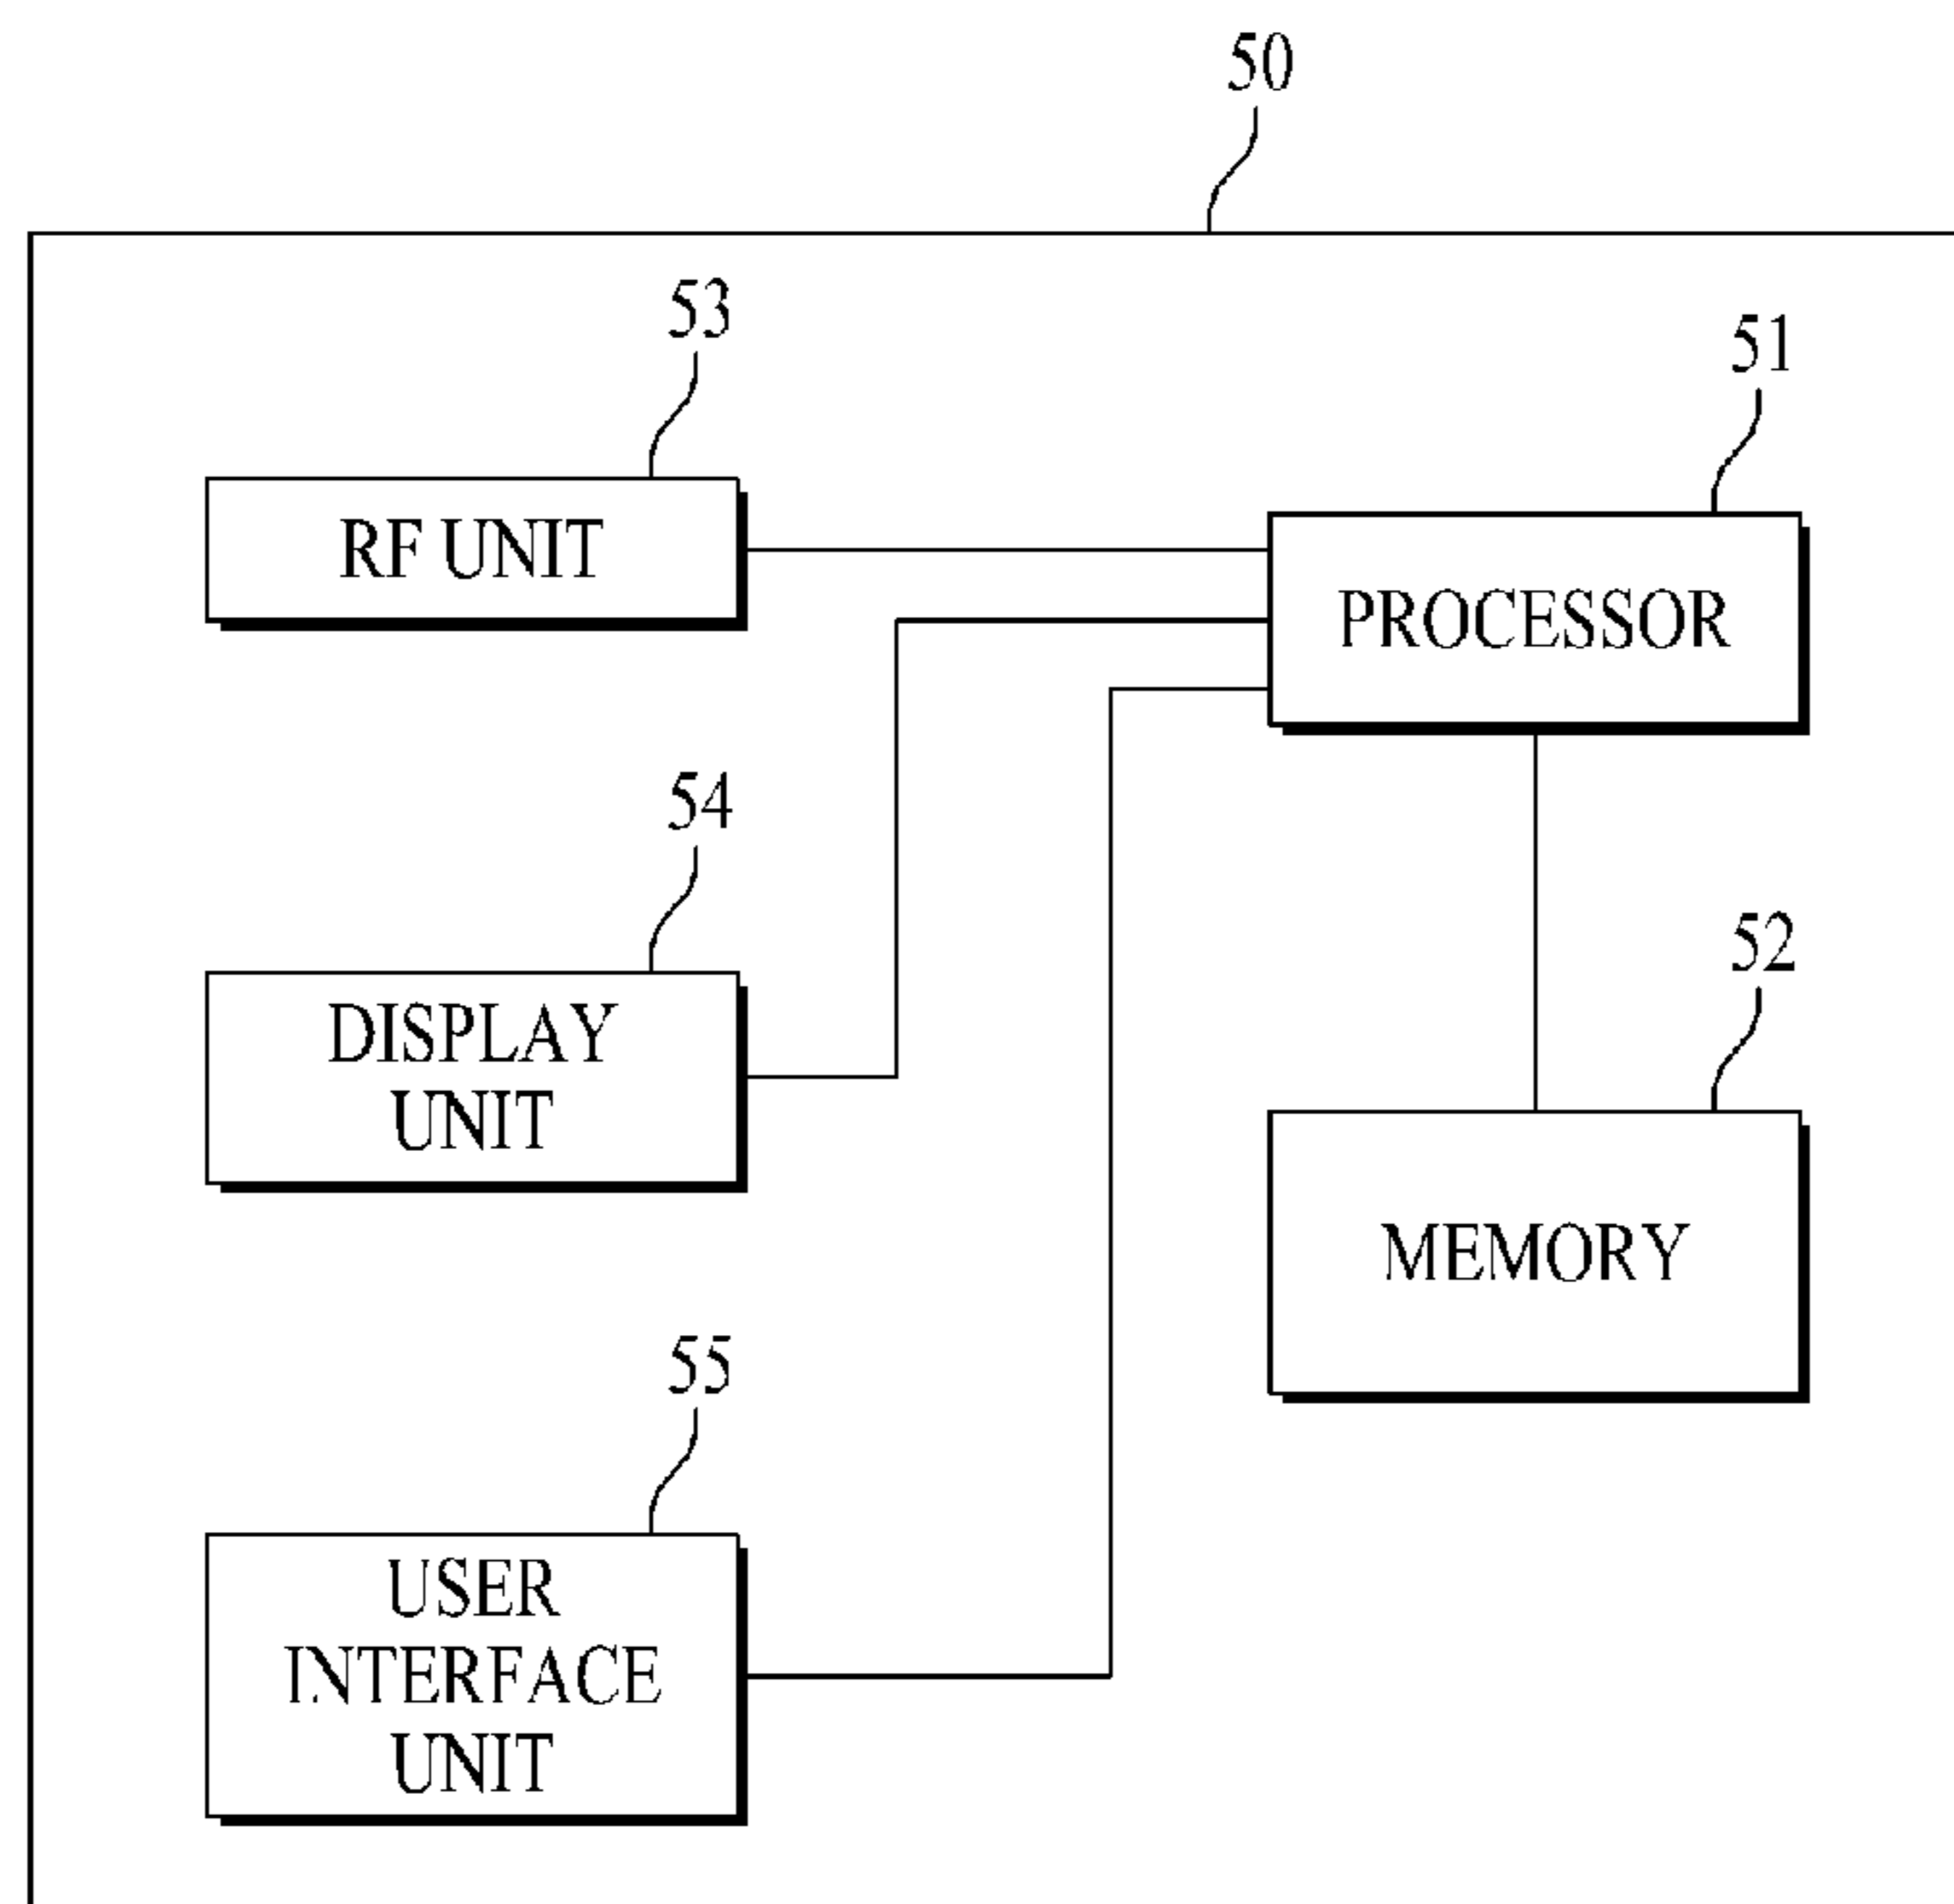 50
53
51
RF UNIT
PROCESSOR
54
52
DISPLAY
UNIT
MEMORY
55
USER
INTERFACE
UNIT